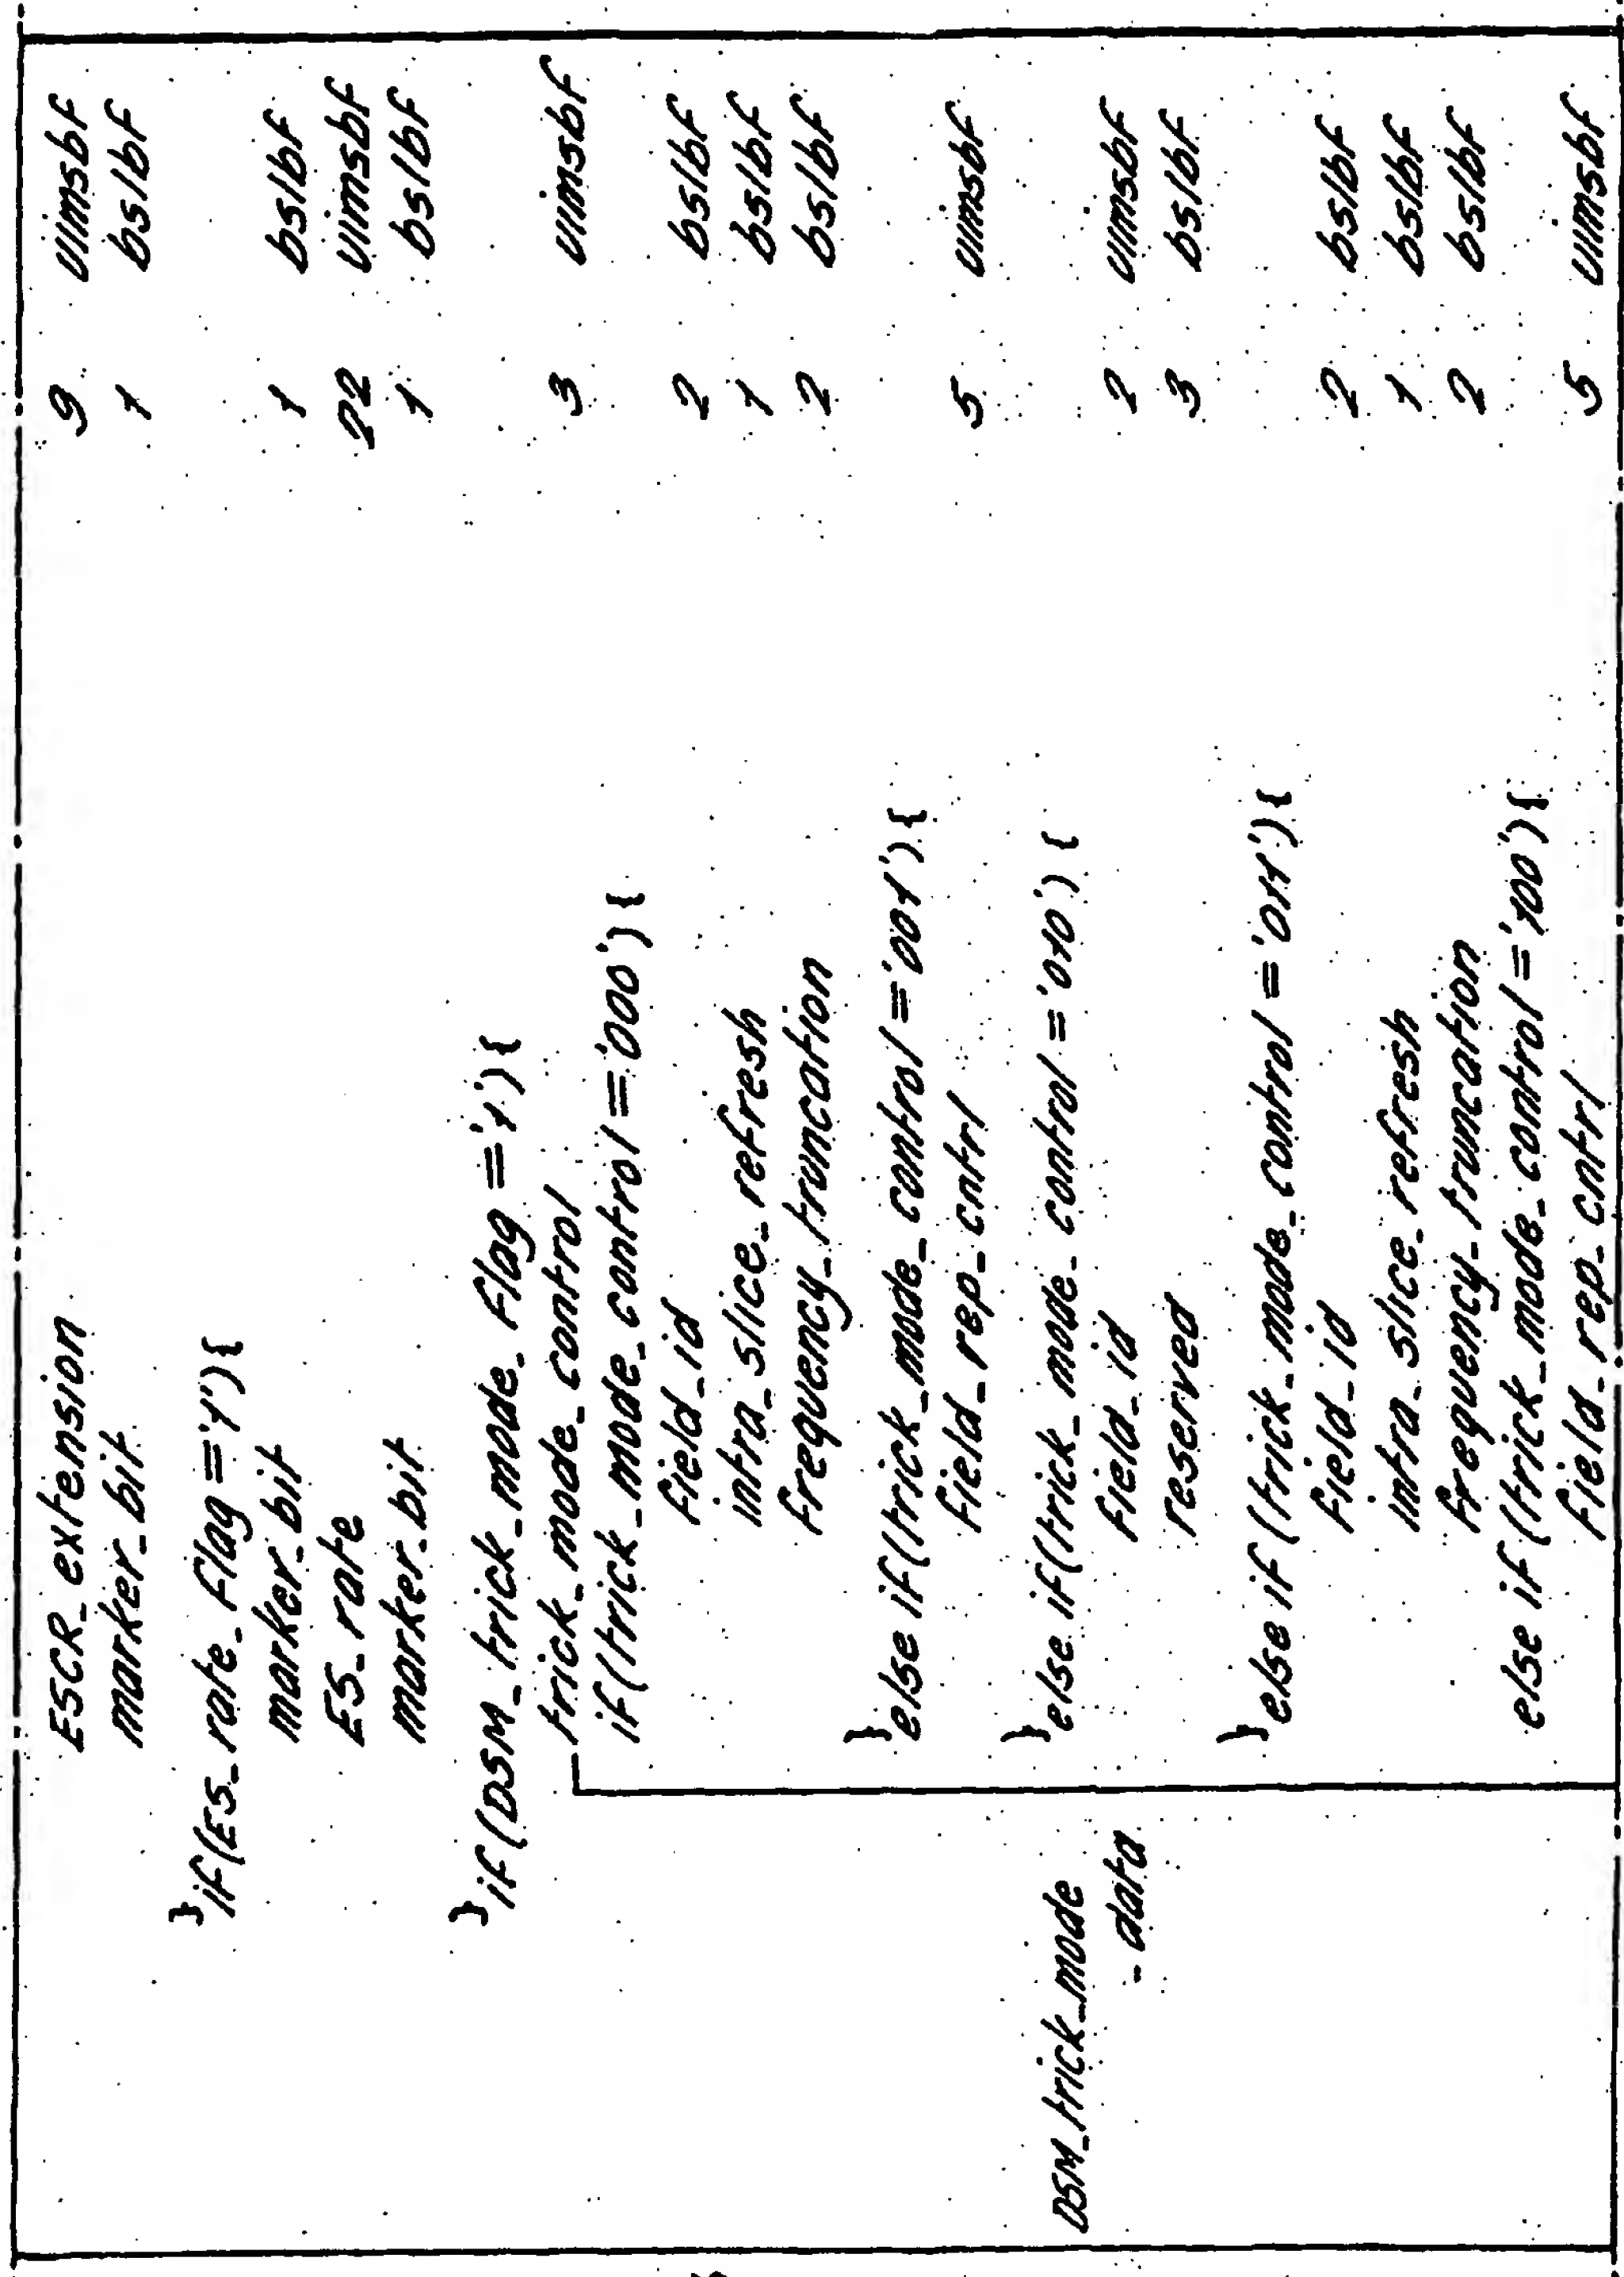 ESCR_extension 9 uimsbf
marker_bit 1 bslbf
}
if(ES_rate_flag=='1'){
marker_bit 1 bslbf
ES_rate 22 uimsbf
marker_bit 1 bslbf
}
if(DSM_trick_mode_flag=='1'){
trick_mode_control 3 uimsbf
if(trick_mode_control=='000'){
field_id 2 bslbf
intra_slice_refresh 1 bslbf
frequency_truncation 2 bslbf
}
else if(trick_mode_control=='001'){
field_rep_cntrl 5 uimsbf
}
else if(trick_mode_control=='010'){
field_id 2 uimsbf
reserved 3 bslbf
}
else if(trick_mode_control=='011'){
field_id 2 bslbf
intra_slice_refresh 1 bslbf
frequency_truncation 2 bslbf
else if(trick_mode_control=='100'){
field_rep_cntrl 5 uimsbf
DSM_trick_mode
- data